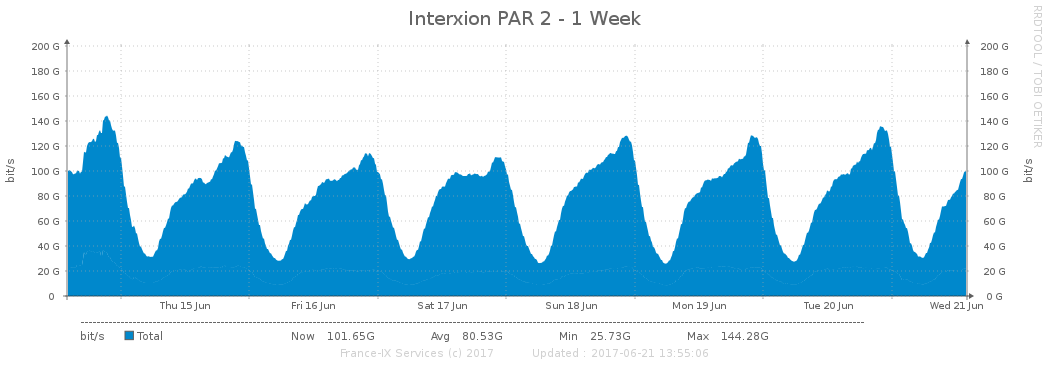 Interxion PAR 2 - 1 Week
RRDTOOL / TOBI OETIKER
bit/s
200 G 200 G
180 G 180 G
160 G 160 G
140 G 140 G
120 G 120 G
100 G 100 G
80 G 80 G
60 G 60 G
40 G 40 G
20 G 20 G
0 0 G
bit/s
Thu 15 Jun Fri 16 Jun Sat 17 Jun Sun 18 Jun Mon 19 Jun Tue 20 Jun Wed 21 Jun
bit/s Total Now 101.65G Avg 80.53G Min 25.73G Max 144.28G
France-IX Services (c) 2017 Updated : 2017-06-21 13:55:06